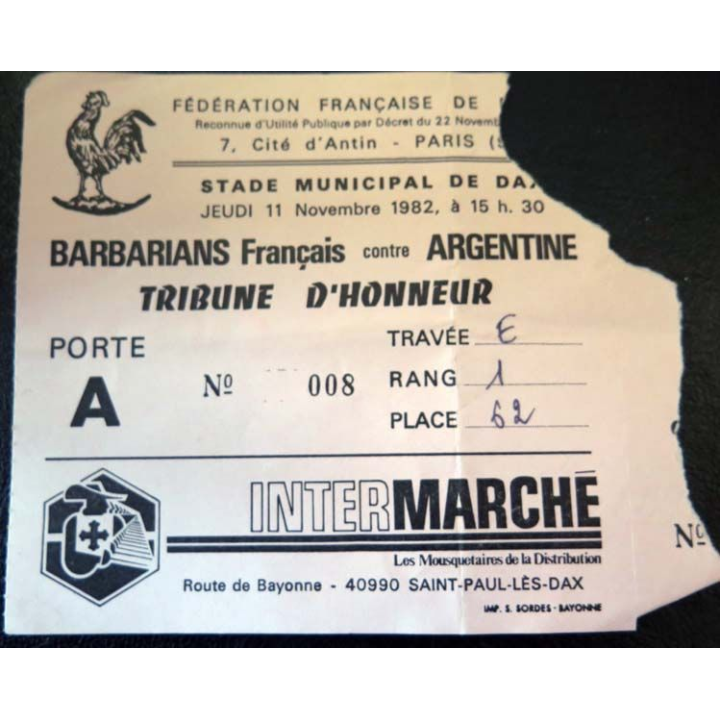 FÉDÉRATION FRANÇAISE DE
Reconnue d'Utilité Publique par Décret du 22
7, Cité d'Antin - PARIS
STADE MUNICIPAL DE
JEUDI 11 Novembre 1982, à 15 h. 30
BARBARIANS Français contre ARGENTINE
TRIBUNE D'HONNEUR
PORTE
A
Nº 008
TRAVÉE E
RANG 1
PLACE 62
INTERMARCHÉ
Les Mousquetaires de la Distribution
Route de Bayonne - 40990 SAINT-PAUL-LÈS-DAX
IMP. S. SORDES - BAYONNE
Nº